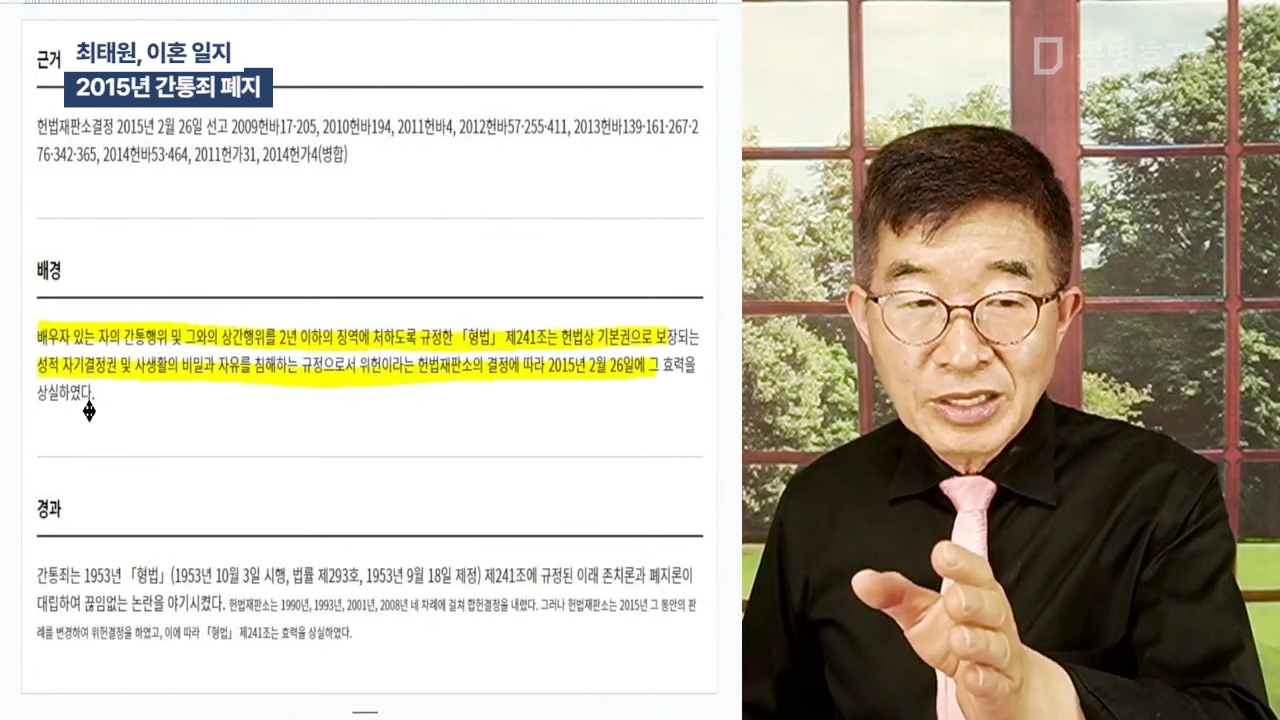 근거
최태원, 이혼 일지
2015년 간통죄 폐지
공병호TV
헌법재판소결정 2015년 2월 26일 선고 2009헌바17·205, 2010헌바194, 2011헌바4, 2012헌바57·255·411, 2013헌바139·161·267·2
76·342·365, 2014헌바53·464, 2011헌가31, 2014헌가4(병합)
배경
배우자 있는 자의 간통행위 및 그와의 상간행위를 2년 이하의 징역에 처하도록 규정한 「형법」 제241조는 헌법상 기본권으로 보장되는
성적 자기결정권 및 사생활의 비밀과 자유를 침해하는 규정으로서 위헌이라는 헌법재판소의 결정에 따라 2015년 2월 26일에 그 효력을
상실하였다.
경과
간통죄는 1953년 「형법」(1953년 10월 3일 시행, 법률 제293호, 1953년 9월 18일 제정) 제241조에 규정된 이래 존치론과 폐지론이
대립하여 끊임없는 논란을 야기시켰다. 헌법재판소는 1990년, 1993년, 2001년, 2008년 네 차례에 걸쳐 합헌결정을 내렸다. 그러나 헌법재판소는 2015년 그 동안의 판
례를 변경하여 위헌결정을 하였고, 이에 따라 「형법」 제241조는 효력을 상실하였다.